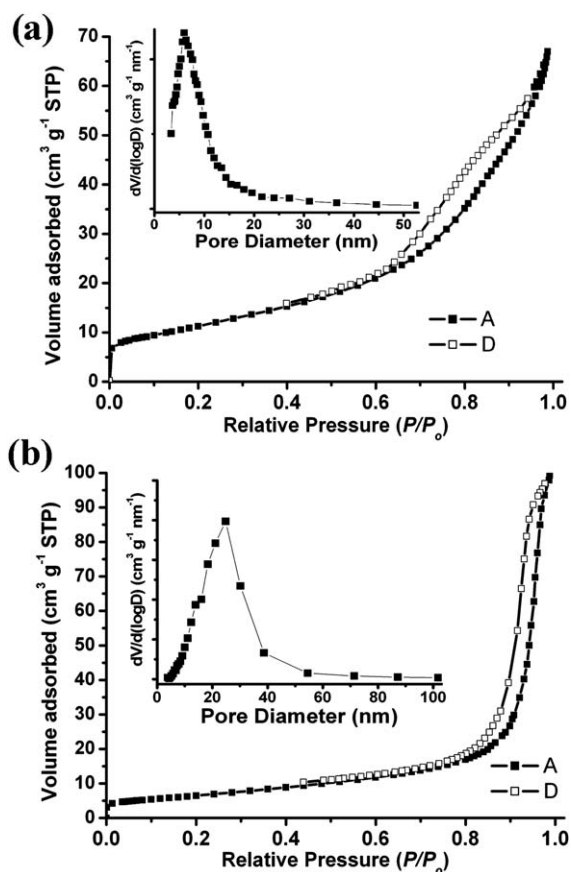 (a)
70
60
50
40
30
20
10
0
Volume adsorbed (cm³ g⁻¹ STP)
dV/d(logD) (cm³ g⁻¹ nm⁻¹)
0 10 20 30 40 50
Pore Diameter (nm)
A
D
0.0 0.2 0.4 0.6 0.8 1.0
Relative Pressure (P/Pₒ)
(b)
100
90
80
70
60
50
40
30
20
10
0
Volume adsorbed (cm³ g⁻¹ STP)
dV/d(logD) (cm³ g⁻¹ nm⁻¹)
0 20 40 60 80 100
Pore Diameter (nm)
A
D
0.0 0.2 0.4 0.6 0.8 1.0
Relative Pressure (P/Pₒ)